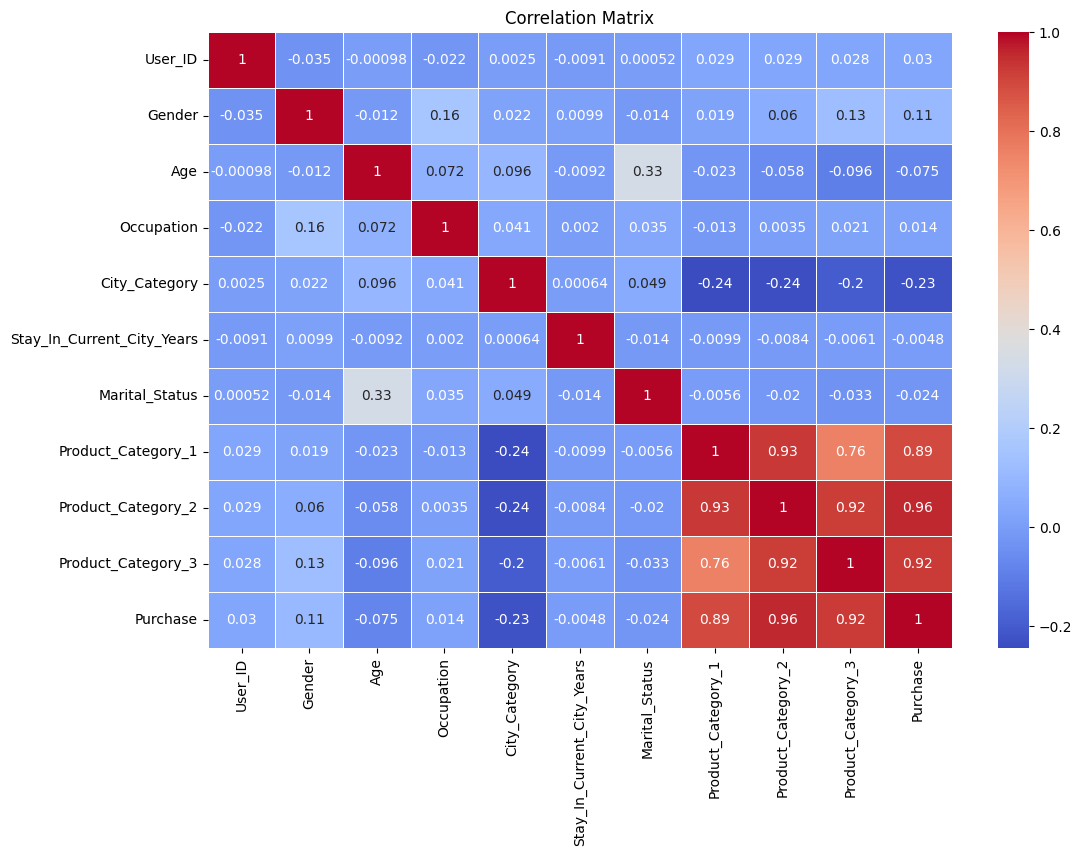 Correlation Matrix
User_ID 1 -0.035 -0.00098 -0.022 0.0025 -0.0091 0.00052 0.029 0.029 0.028 0.03
Gender -0.035 1 -0.012 0.16 0.022 0.0099 -0.014 0.019 0.06 0.13 0.11
Age -0.00098 -0.012 1 0.072 0.096 -0.0092 0.33 -0.023 -0.058 -0.096 -0.075
Occupation -0.022 0.16 0.072 1 0.041 0.002 0.035 -0.013 0.0035 0.021 0.014
City_Category 0.0025 0.022 0.096 0.041 1 0.00064 0.049 -0.24 -0.24 -0.2 -0.23
Stay_In_Current_City_Years -0.0091 0.0099 -0.0092 0.002 0.00064 1 -0.014 -0.0099 -0.0084 -0.0061 -0.0048
Marital_Status 0.00052 -0.014 0.33 0.035 0.049 -0.014 1 -0.0056 -0.02 -0.033 -0.024
Product_Category_1 0.029 0.019 -0.023 -0.013 -0.24 -0.0099 -0.0056 1 0.93 0.76 0.89
Product_Category_2 0.029 0.06 -0.058 0.0035 -0.24 -0.0084 -0.02 0.93 1 0.92 0.96
Product_Category_3 0.028 0.13 -0.096 0.021 -0.2 -0.0061 -0.033 0.76 0.92 1 0.92
Purchase 0.03 0.11 -0.075 0.014 -0.23 -0.0048 -0.024 0.89 0.96 0.92 1
User_ID
Gender
Age
Occupation
City_Category
Stay_In_Current_City_Years
Marital_Status
Product_Category_1
Product_Category_2
Product_Category_3
Purchase
1.0
0.8
0.6
0.4
0.2
0.0
−0.2